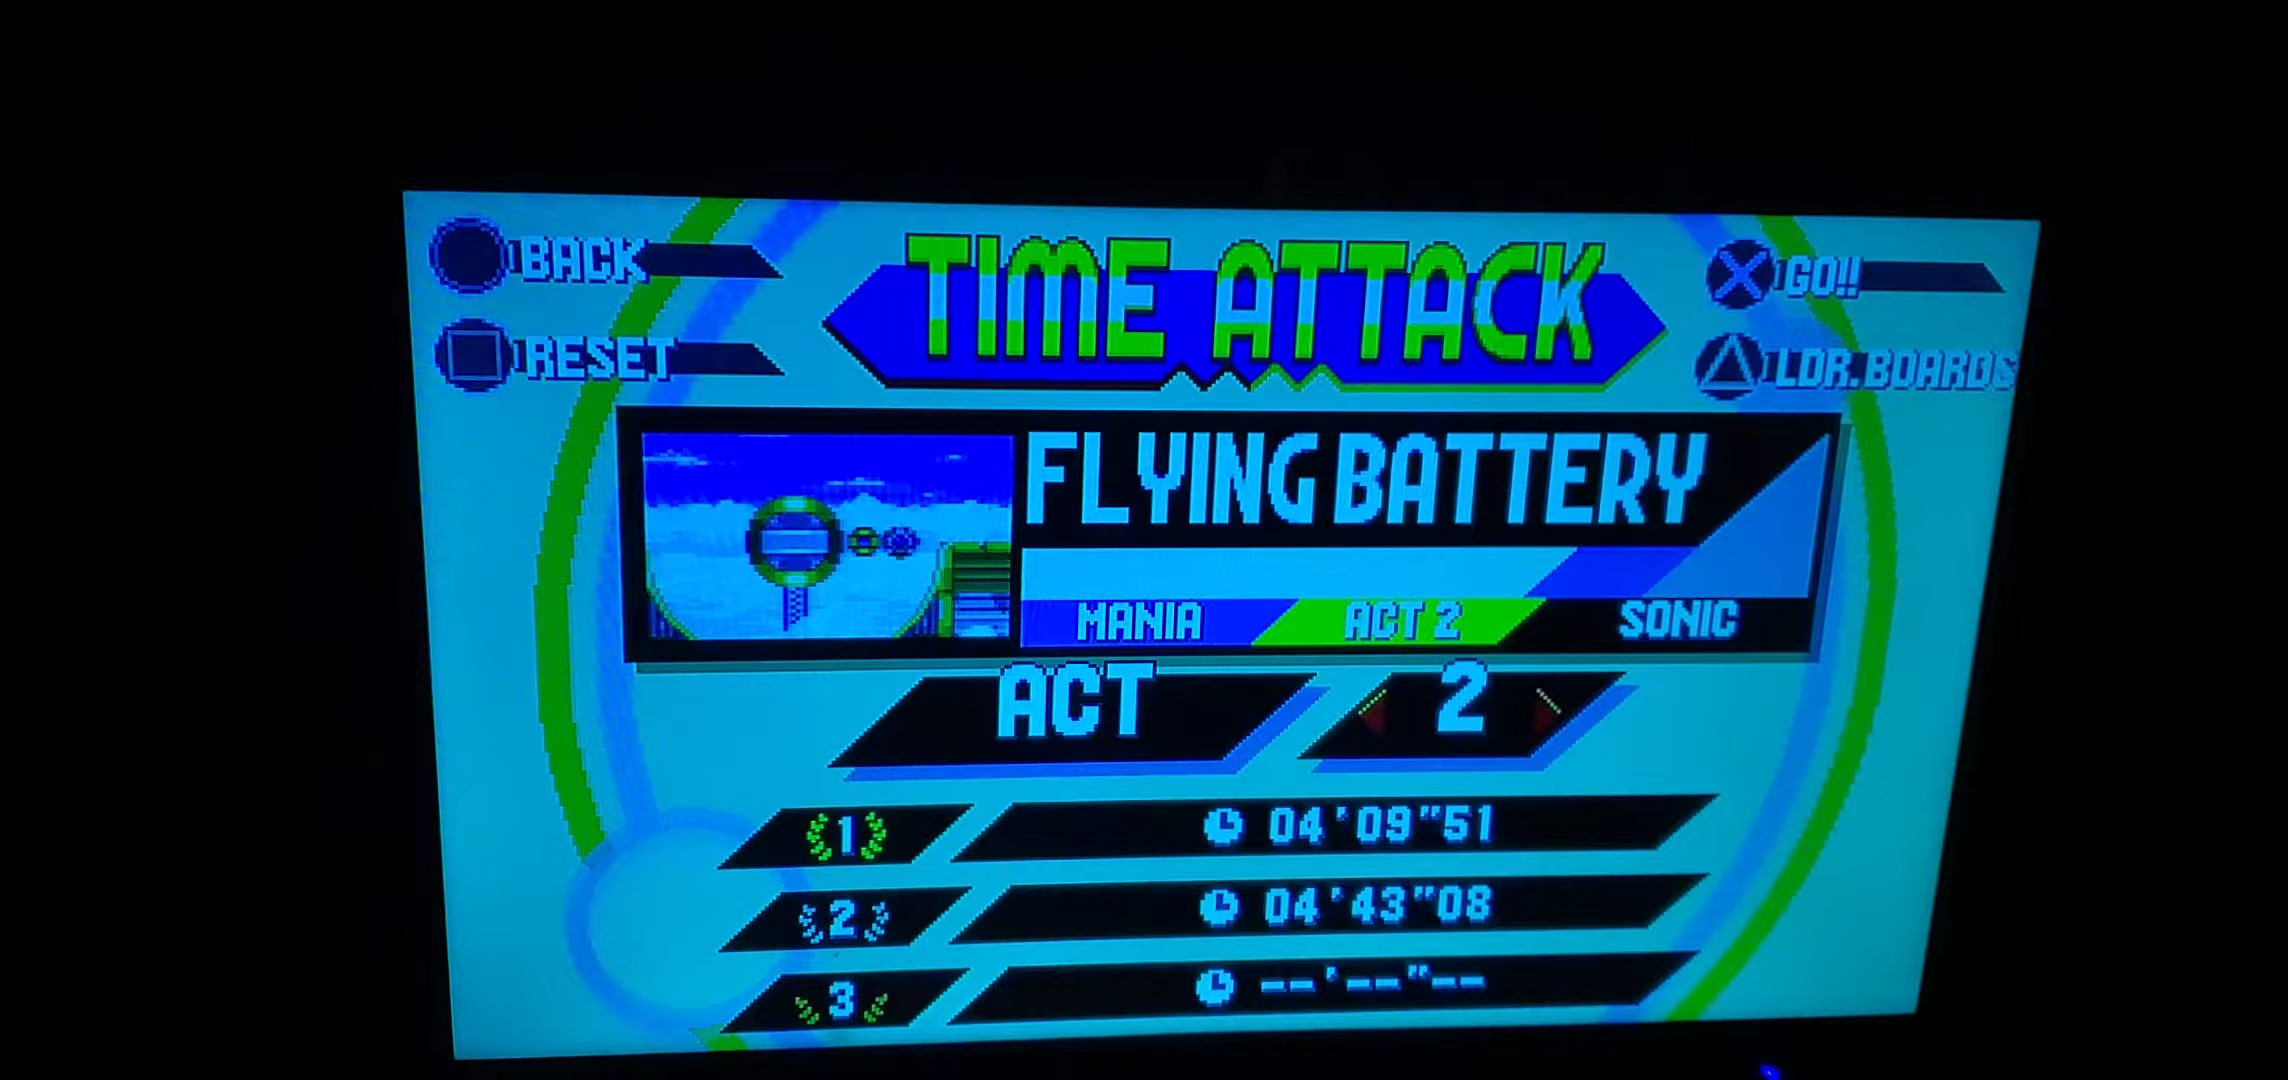 BACK
RESET
TIME ATTACK
GO!!
LDR.BOARDS
FLYING BATTERY
MANIA
ACT 2
SONIC
ACT
2
1
04'09"51
2
04'43"08
3
--'--"--